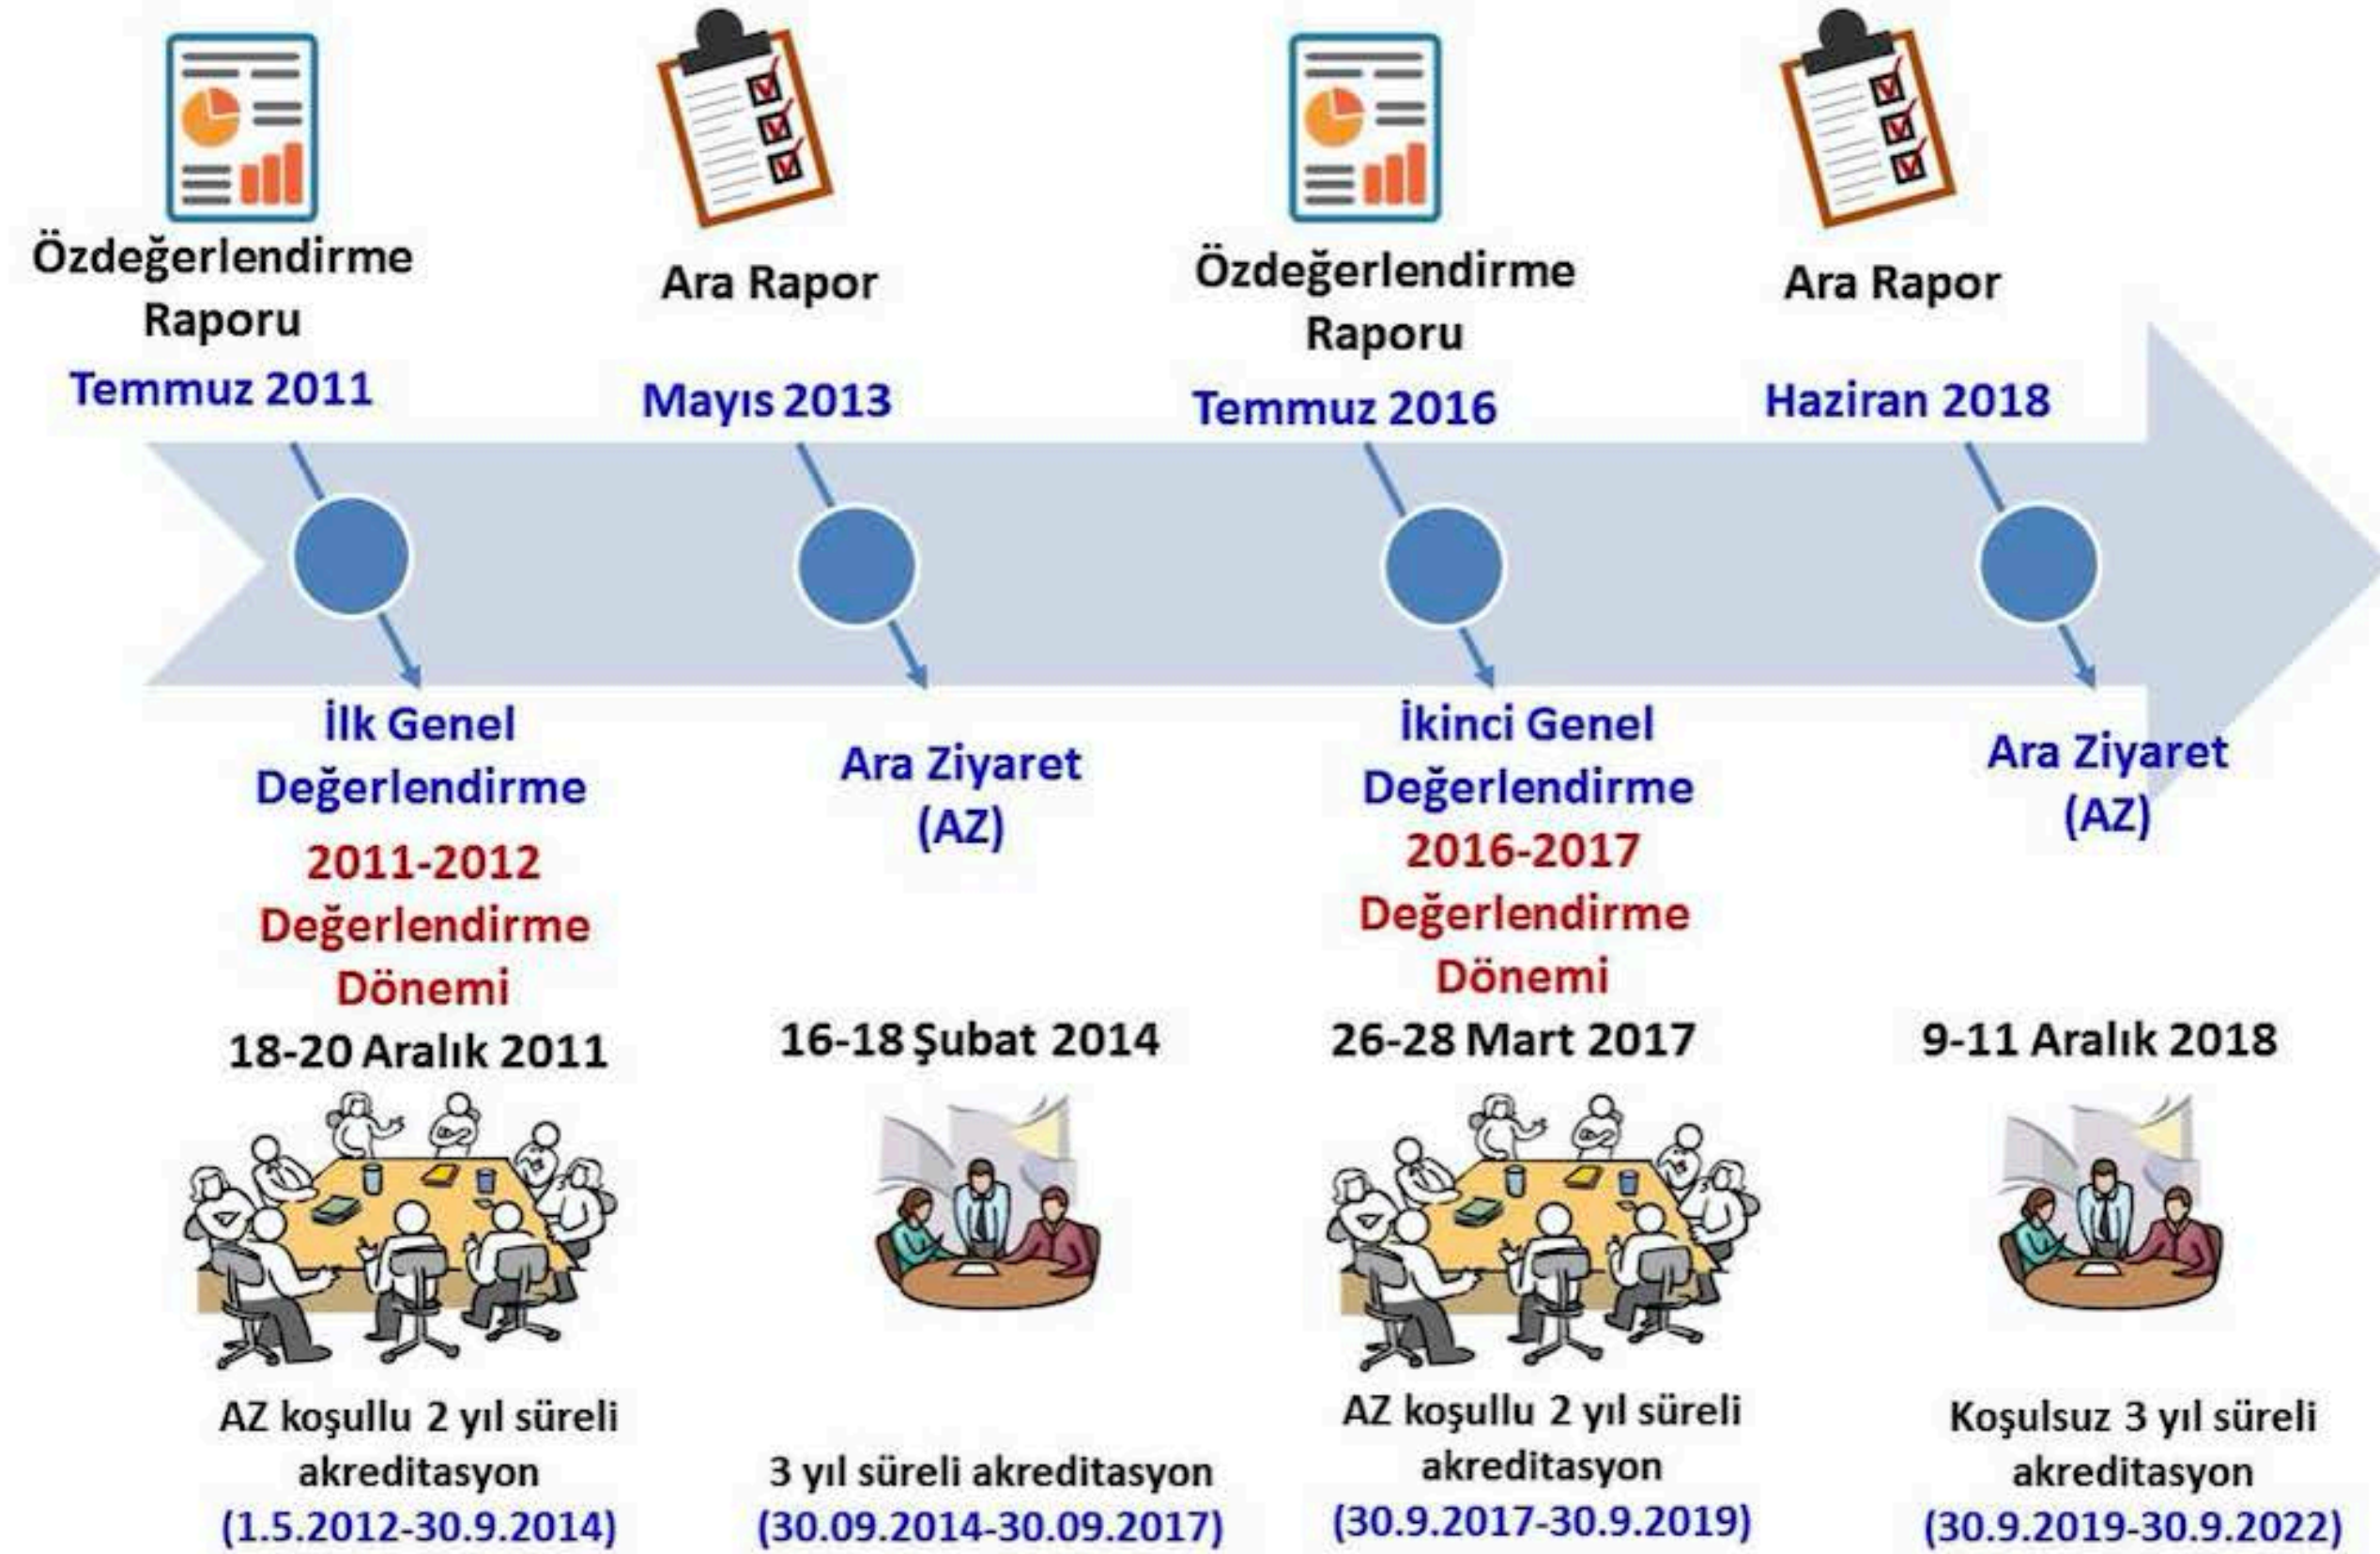 Özdeğerlendirme
Raporu
Temmuz 2011
Ara Rapor
Mayıs 2013
Özdeğerlendirme
Raporu
Temmuz 2016
Ara Rapor
Haziran 2018
İlk Genel
Değerlendirme
2011-2012
Değerlendirme
Dönemi
18-20 Aralık 2011
AZ koşullu 2 yıl süreli
akreditasyon
(1.5.2012-30.9.2014)
Ara Ziyaret
(AZ)
16-18 Şubat 2014
3 yıl süreli akreditasyon
(30.09.2014-30.09.2017)
İkinci Genel
Değerlendirme
2016-2017
Değerlendirme
Dönemi
26-28 Mart 2017
AZ koşullu 2 yıl süreli
akreditasyon
(30.9.2017-30.9.2019)
Ara Ziyaret
(AZ)
9-11 Aralık 2018
Koşulsuz 3 yıl süreli
akreditasyon
(30.9.2019-30.9.2022)